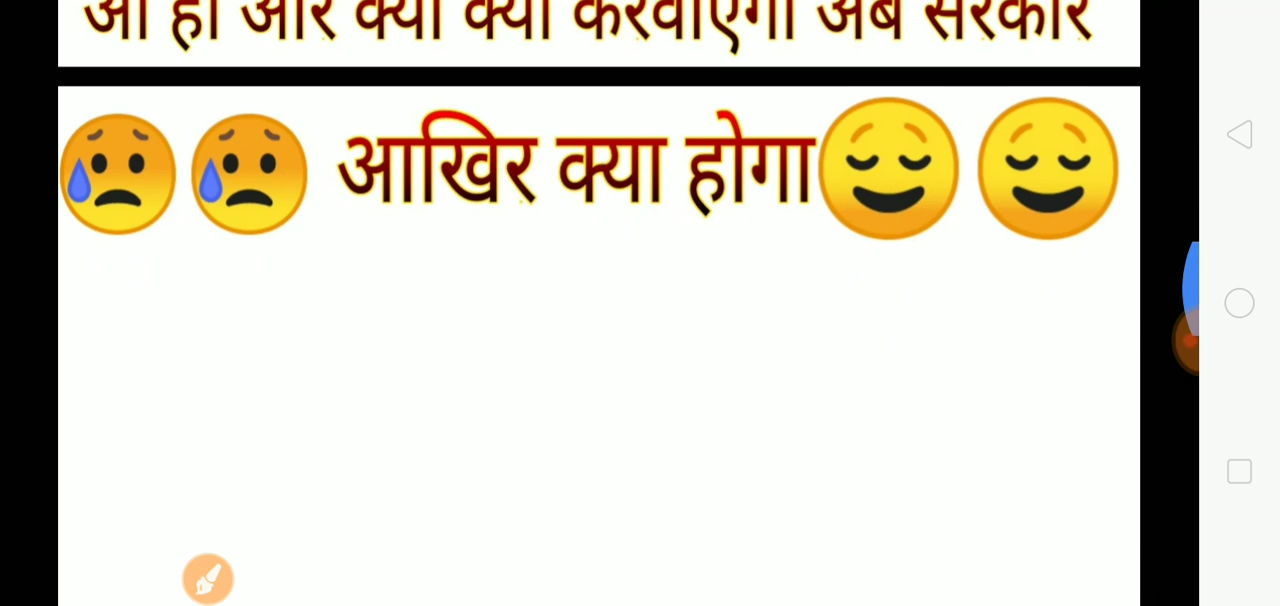 ओ हो और क्या क्या करवाएगी अब सरकार
😥😥 आखिर क्या होगा😌😌